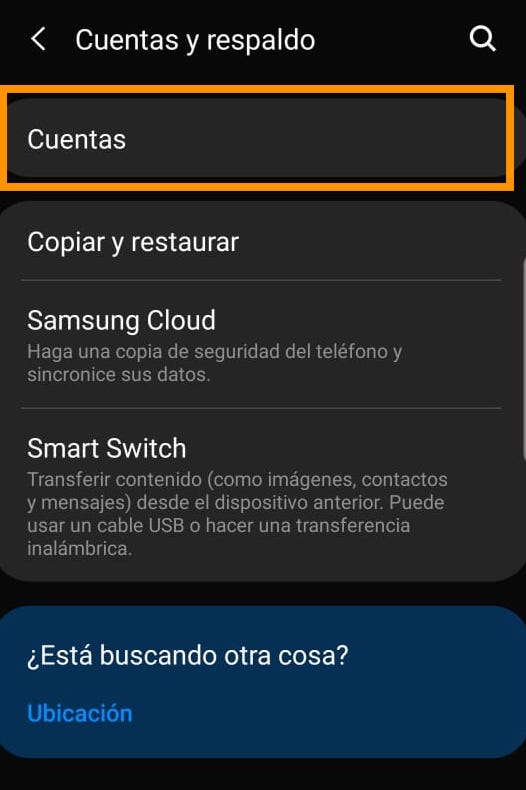 Cuentas y respaldo
Cuentas
Copiar y restaurar
Samsung Cloud
Haga una copia de seguridad del teléfono y
sincronice sus datos.
Smart Switch
Transferir contenido (como imágenes, contactos
y mensajes) desde el dispositivo anterior. Puede
usar un cable USB o hacer una transferencia
inalámbrica.
¿Está buscando otra cosa?
Ubicación